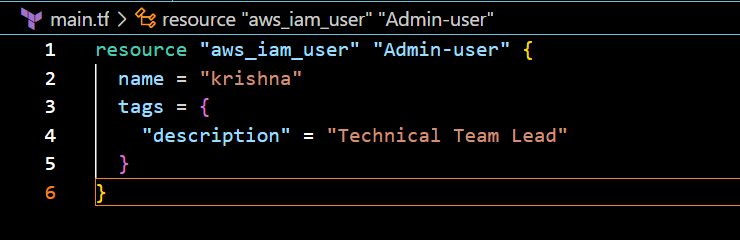 main.tf > resource "aws_iam_user" "Admin-user"
1 resource "aws_iam_user" "Admin-user" {
2   name = "krishna"
3   tags = {
4     "description" = "Technical Team Lead"
5   }
6 }